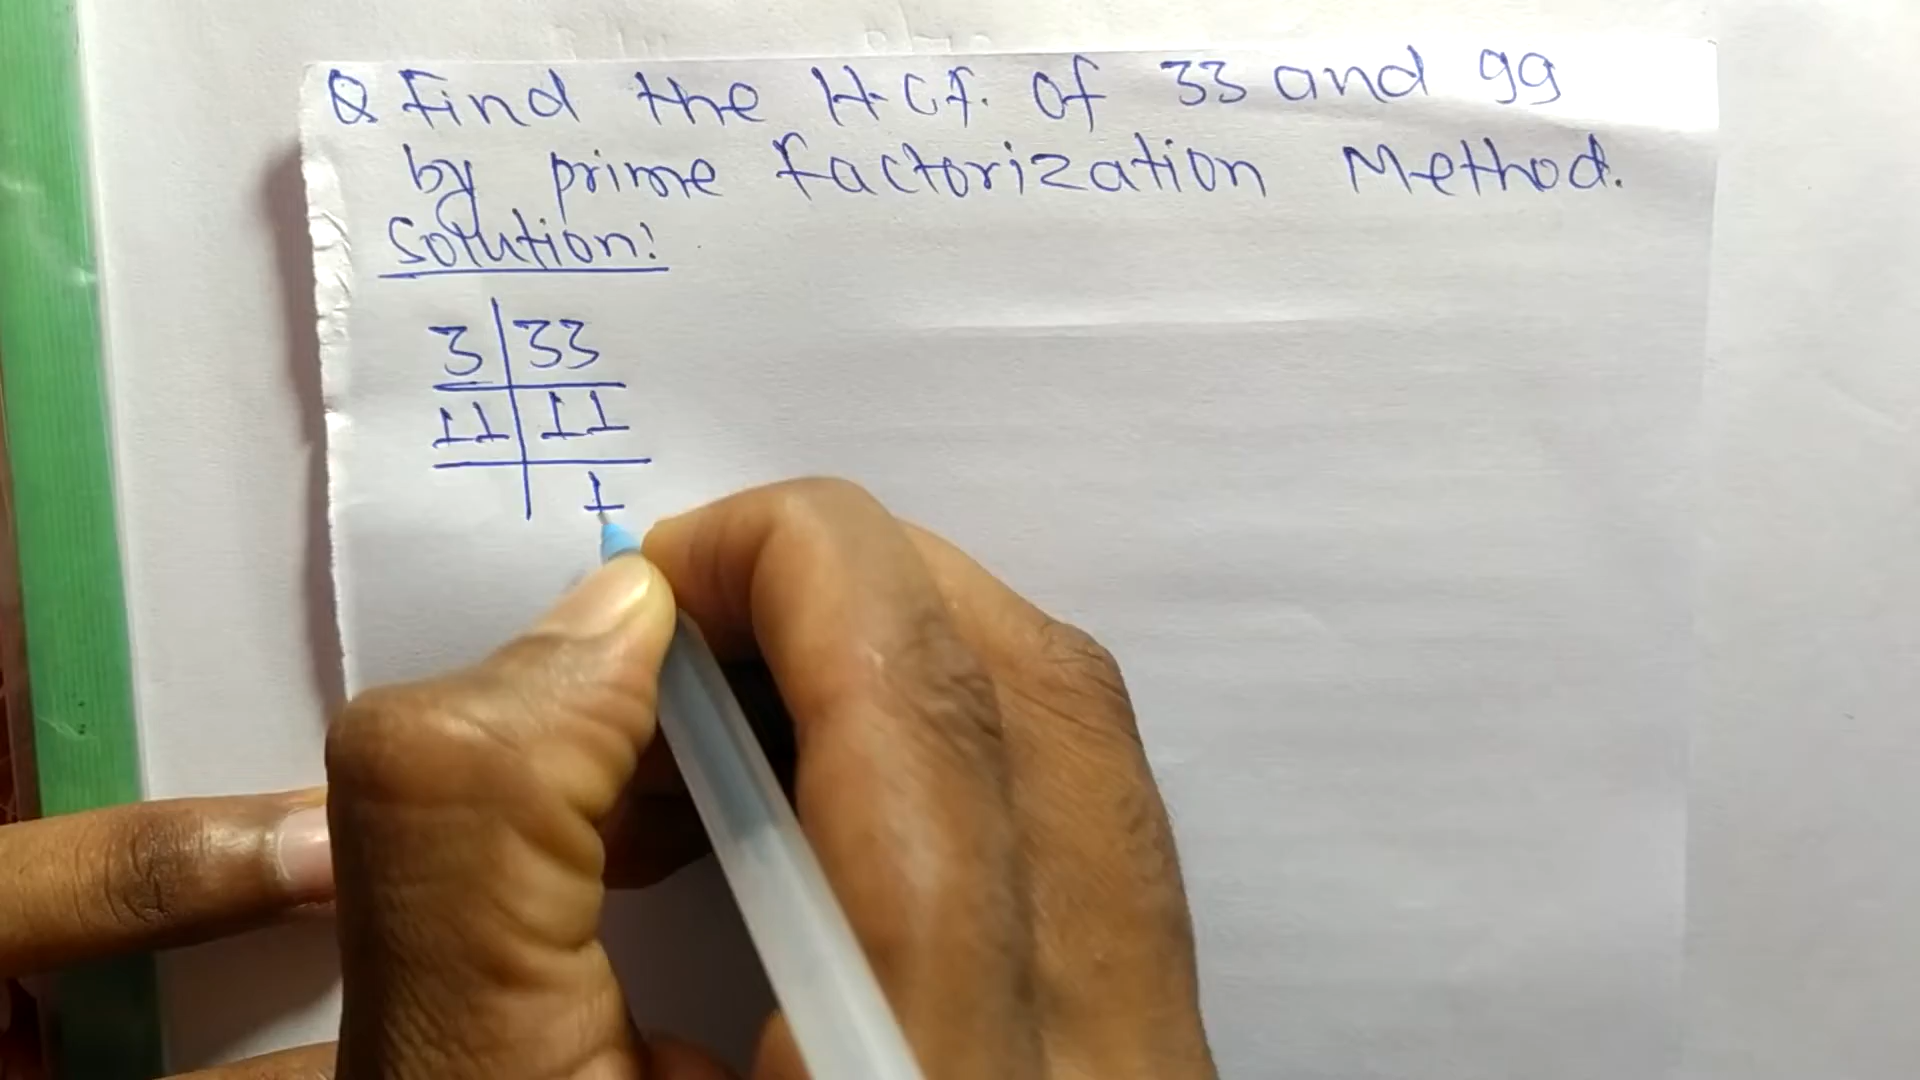 Q Find the H.C.F. of 33 and 99
by prime factorization Method.
Solution:
3 | 33
11 | 11
| 1